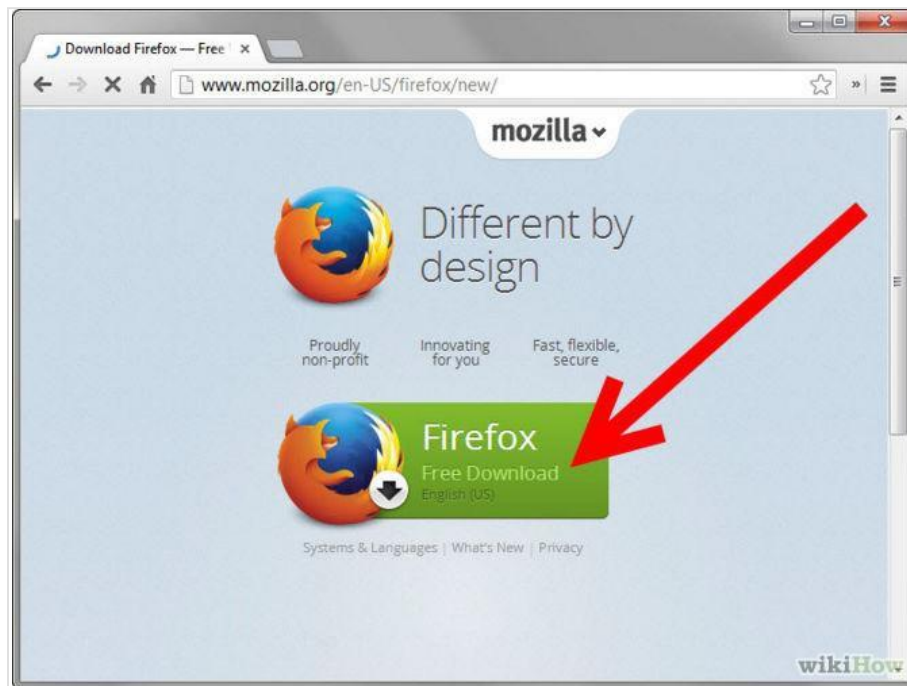 Download Firefox — Free
www.mozilla.org/en-US/firefox/new/
mozilla
Different by
design
Proudly
non-profit
Innovating
for you
Fast, flexible,
secure
Firefox
Free Download
English (US)
Systems & Languages | What's New | Privacy
wikiHow